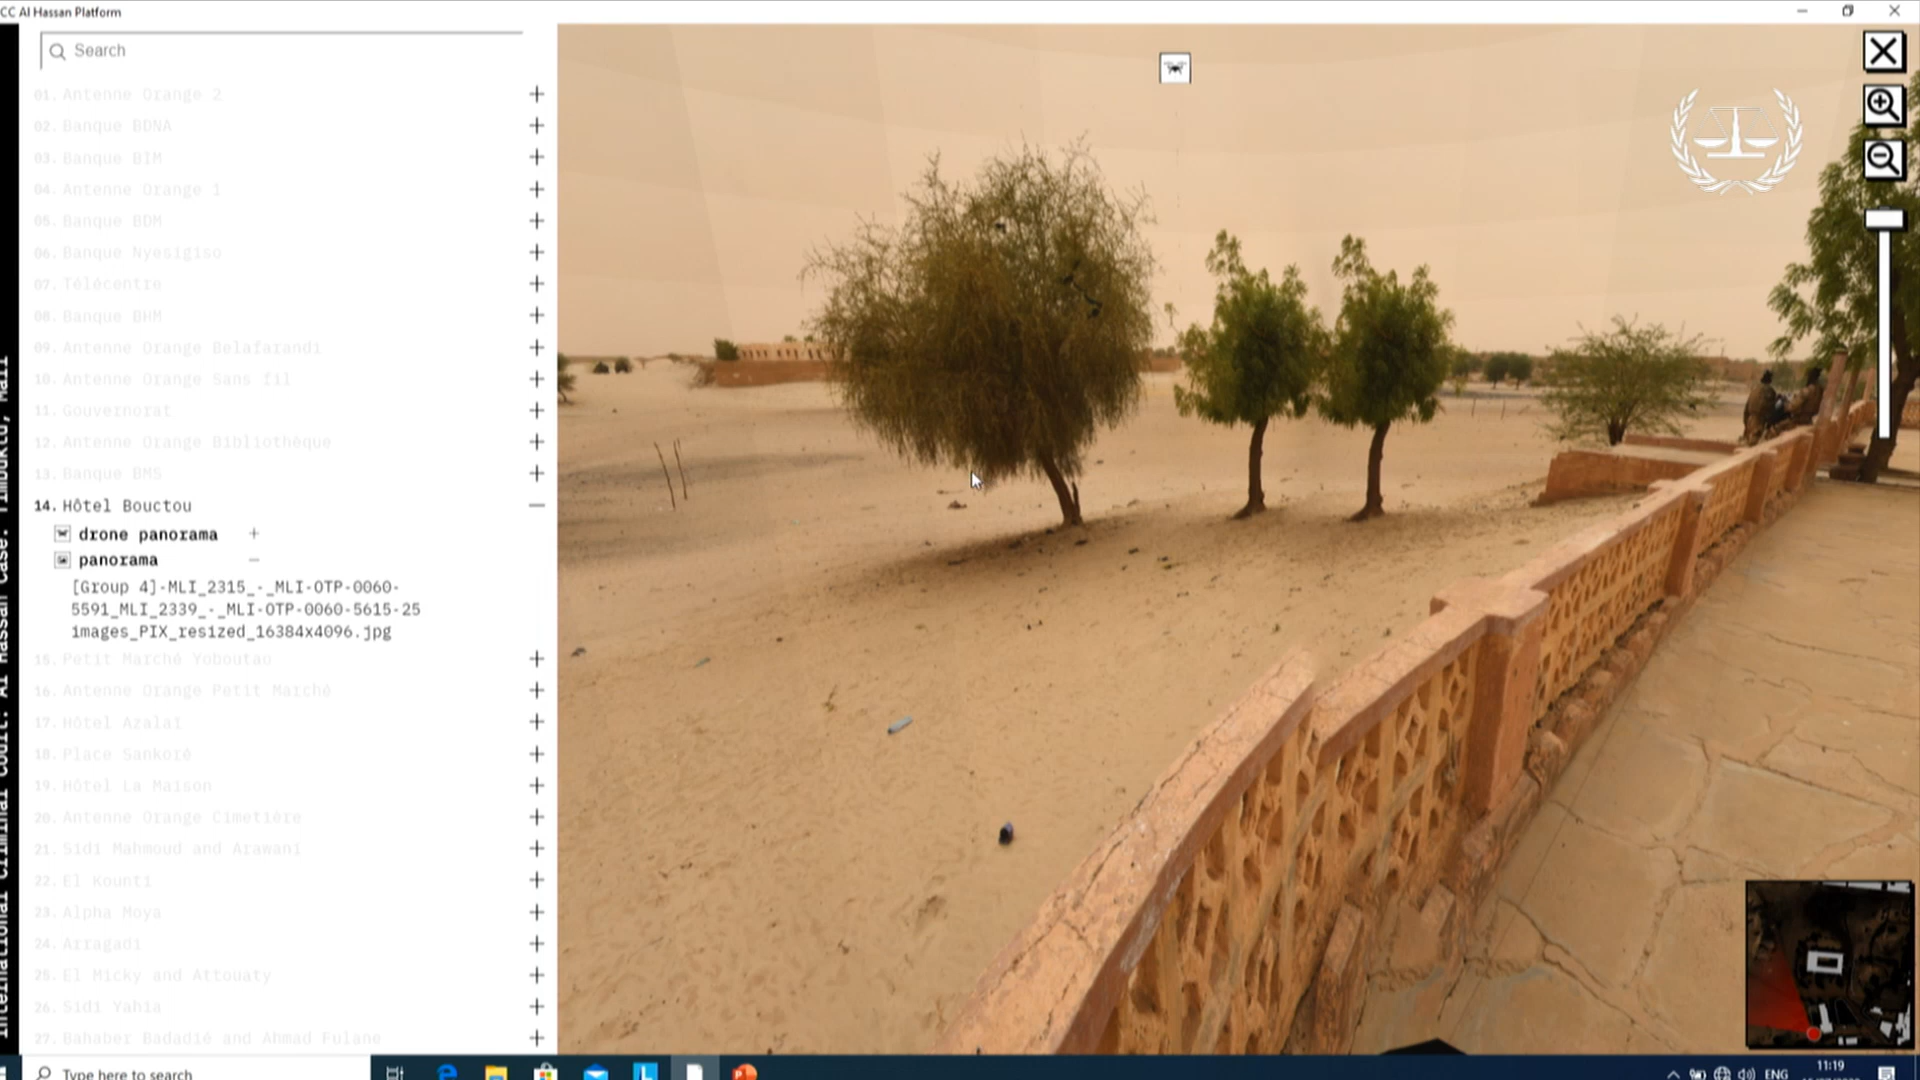 CC Al Hassan Platform
Search
01. Antenne Orange 2
02. Banque BDNA
03. Banque BIM
04. Antenne Orange 1
05. Banque BDM
06. Banque Nyesigiso
07. Télécentre
08. Banque BHM
09. Antenne Orange Belafarandi
10. Antenne Orange Sans fil
11. Gouvernorat
12. Antenne Orange Bibliothèque
13. Banque BMS
14. Hôtel Bouctou
drone panorama
panorama
[Group 4]-MLI_2315_-_MLI-OTP-0060-
5591_MLI_2339_-_MLI-OTP-0060-5615-25
images_PIX_resized_16384x4096.jpg
15. Petit Marché Yoboutao
16. Antenne Orange Petit Marché
17. Hôtel Azalaï
18. Place Sankoré
19. Hôtel La Maison
20. Antenne Orange Cimetière
21. Sidi Mahmoud and Arawani
22. El Kounti
23. Alpha Moya
24. Arragadi
25. El Micky and Attouaty
26. Sidi Yahia
27. Bahaber Badadié and Ahmad Fulane
International Criminal Court: Al Hassan Case. Timbuktu, Mali
Type here to search
ENG
11:19